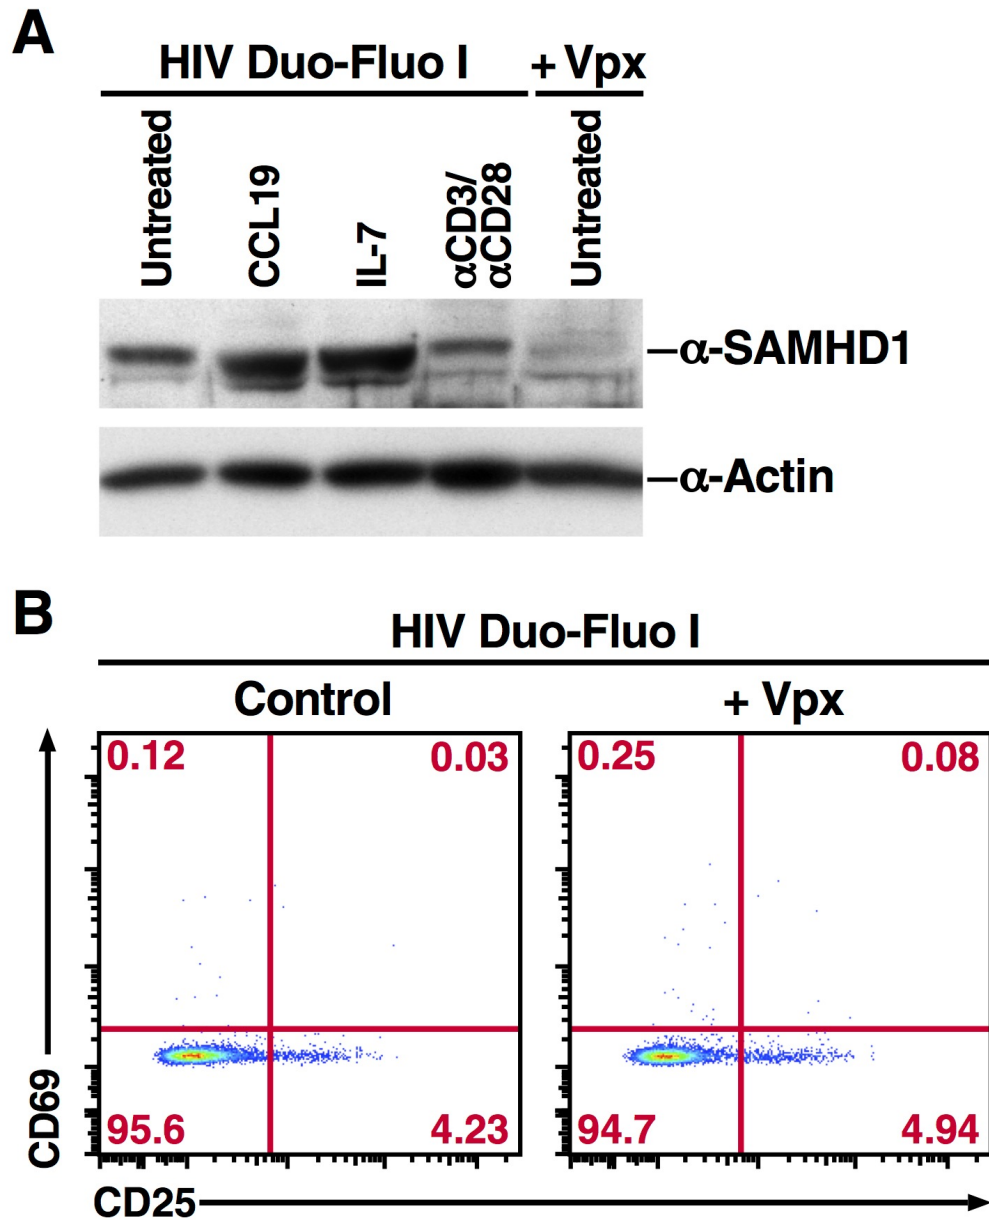 A
HIV Duo-Fluo I
+ Vpx
Untreated
CCL19
IL-7
αCD3/
αCD28
Untreated
α-SAMHD1
α-Actin
B
HIV Duo-Fluo I
Control
+ Vpx
0.12
0.03
0.25
0.08
95.6
4.23
94.7
4.94
CD69
CD25